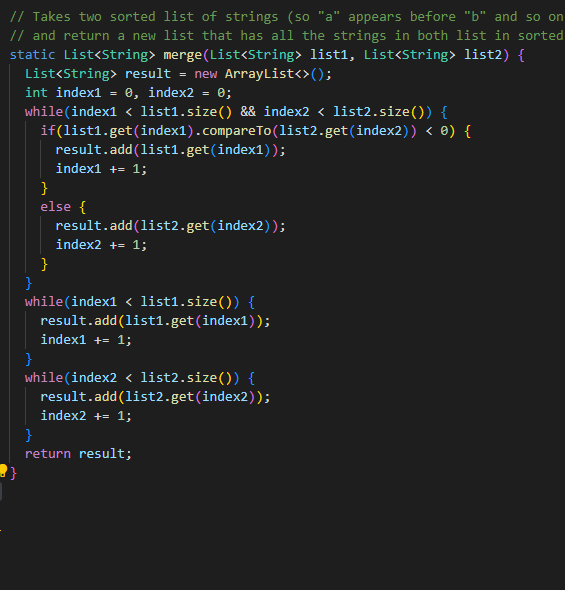 // Takes two sorted list of strings (so "a" appears before "b" and so on
// and return a new list that has all the strings in both list in sorted
static List<String> merge(List<String> list1, List<String> list2) {
  List<String> result = new ArrayList<>();
  int index1 = 0, index2 = 0;
  while(index1 < list1.size() && index2 < list2.size()) {
    if(list1.get(index1).compareTo(list2.get(index2)) < 0) {
      result.add(list1.get(index1));
      index1 += 1;
    }
    else {
      result.add(list2.get(index2));
      index2 += 1;
    }
  }
  while(index1 < list1.size()) {
    result.add(list1.get(index1));
    index1 += 1;
  }
  while(index2 < list2.size()) {
    result.add(list2.get(index2));
    index2 += 1;
  }
  return result;
}